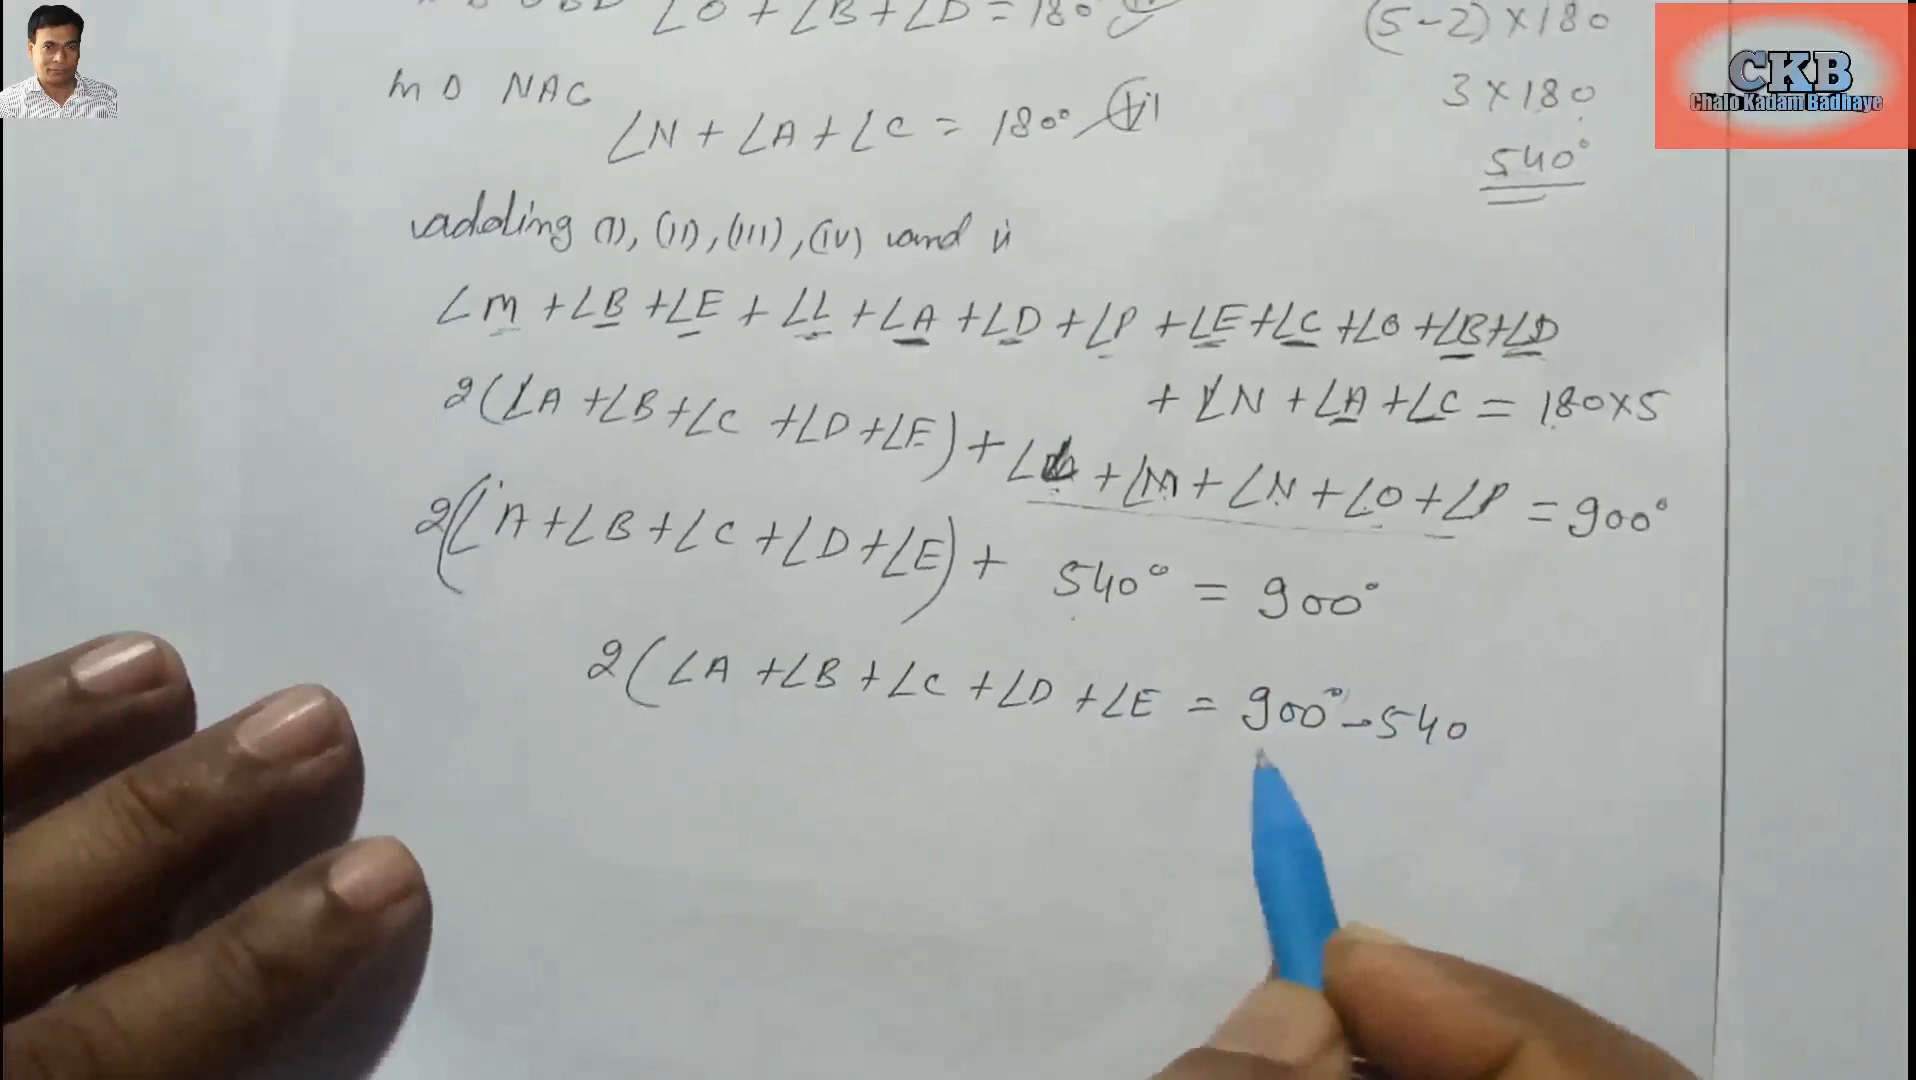 ∠O + ∠B + ∠D = 180
(5-2) × 180
CKB
Chalo Kadam Badhaye
In Δ NAC
3 × 180
∠N + ∠A + ∠C = 180°
540°
adding (I), (II), (III), (iv) and v
∠M + ∠B + ∠E + ∠L + ∠A + ∠D + ∠P + ∠E + ∠C + ∠O + ∠B + ∠D
+ ∠N + ∠A + ∠C = 180×5
2(∠A + ∠B + ∠C + ∠D + ∠E) + ∠L + ∠M + ∠N + ∠O + ∠P = 900°
2(∠A + ∠B + ∠C + ∠D + ∠E) + 540° = 900°
2(∠A + ∠B + ∠C + ∠D + ∠E = 900° - 540